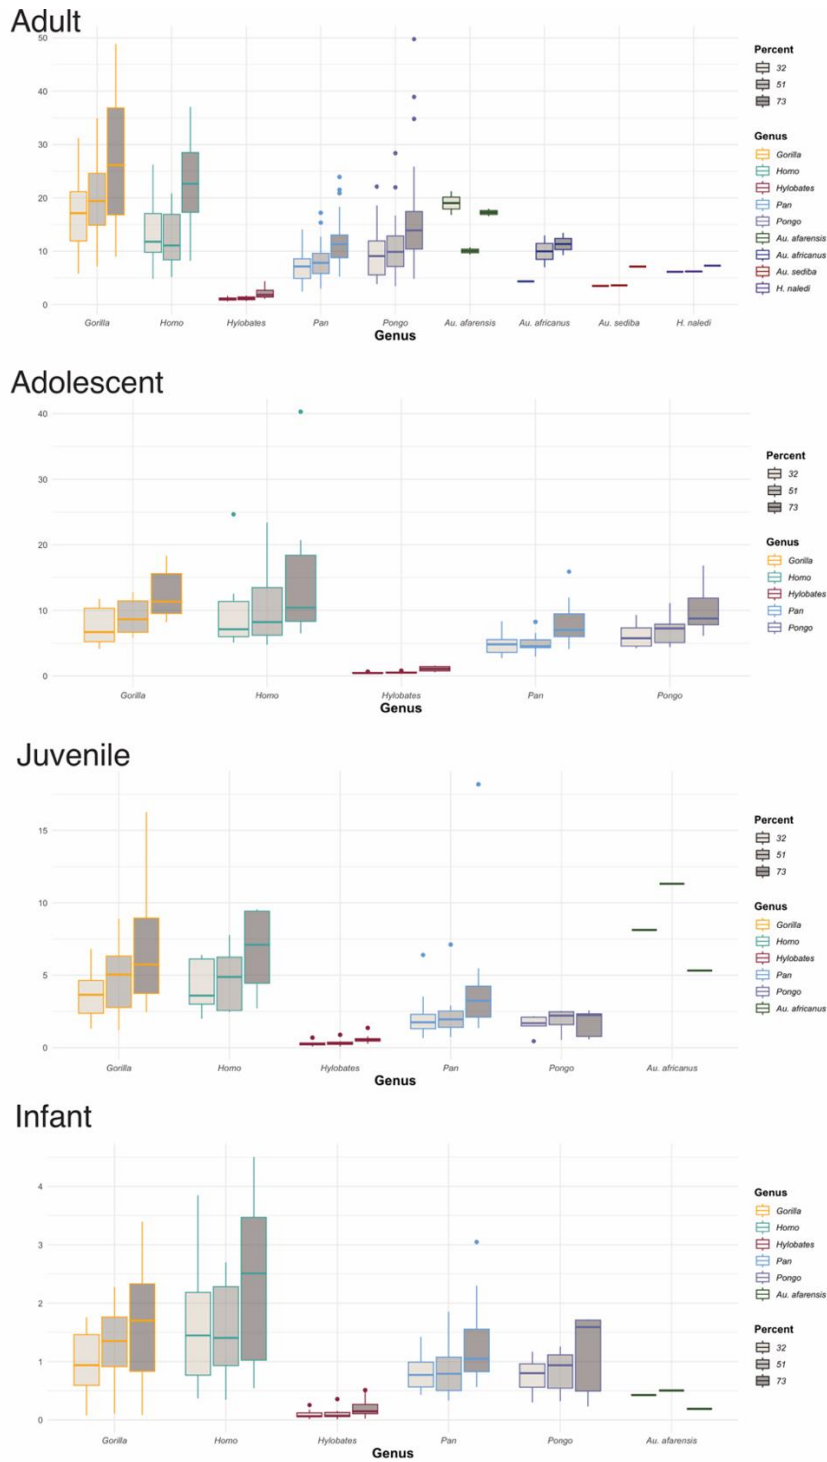 Adult
50
40
30
20
10
0
Gorilla Homo Hylobates Pan Pongo Au. afarensis Au. africanus Au. sediba H. naledi
Genus
Percent
32
51
73
Genus
Gorilla
Homo
Hylobates
Pan
Pongo
Au. afarensis
Au. africanus
Au. sediba
H. naledi
Adolescent
40
30
20
10
0
Gorilla Homo Hylobates Pan Pongo
Genus
Percent
32
51
73
Genus
Gorilla
Homo
Hylobates
Pan
Pongo
Juvenile
15
10
5
0
Gorilla Homo Hylobates Pan Pongo Au. africanus
Genus
Percent
32
51
73
Genus
Gorilla
Homo
Hylobates
Pan
Pongo
Au. africanus
Infant
4
3
2
1
0
Gorilla Homo Hylobates Pan Pongo Au. afarensis
Genus
Genus
Gorilla
Homo
Hylobates
Pan
Pongo
Au. afarensis
Percent
32
51
73